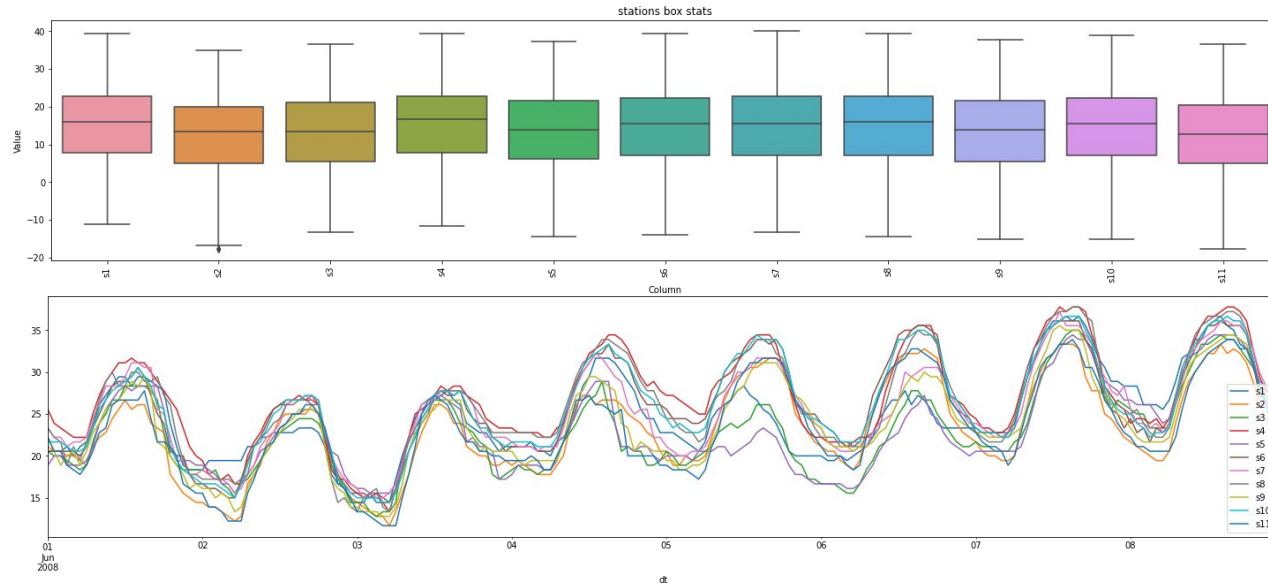 stations box stats
40
30
20
10
0
−10
−20
Value
s1
s2
s3
s4
s5
s6
s7
s8
s9
s10
s11
Column
35
30
25
20
15
01
Jun
2008
02
03
04
05
06
07
08
dt
s1
s2
s3
s4
s5
s6
s7
s8
s9
s10
s11